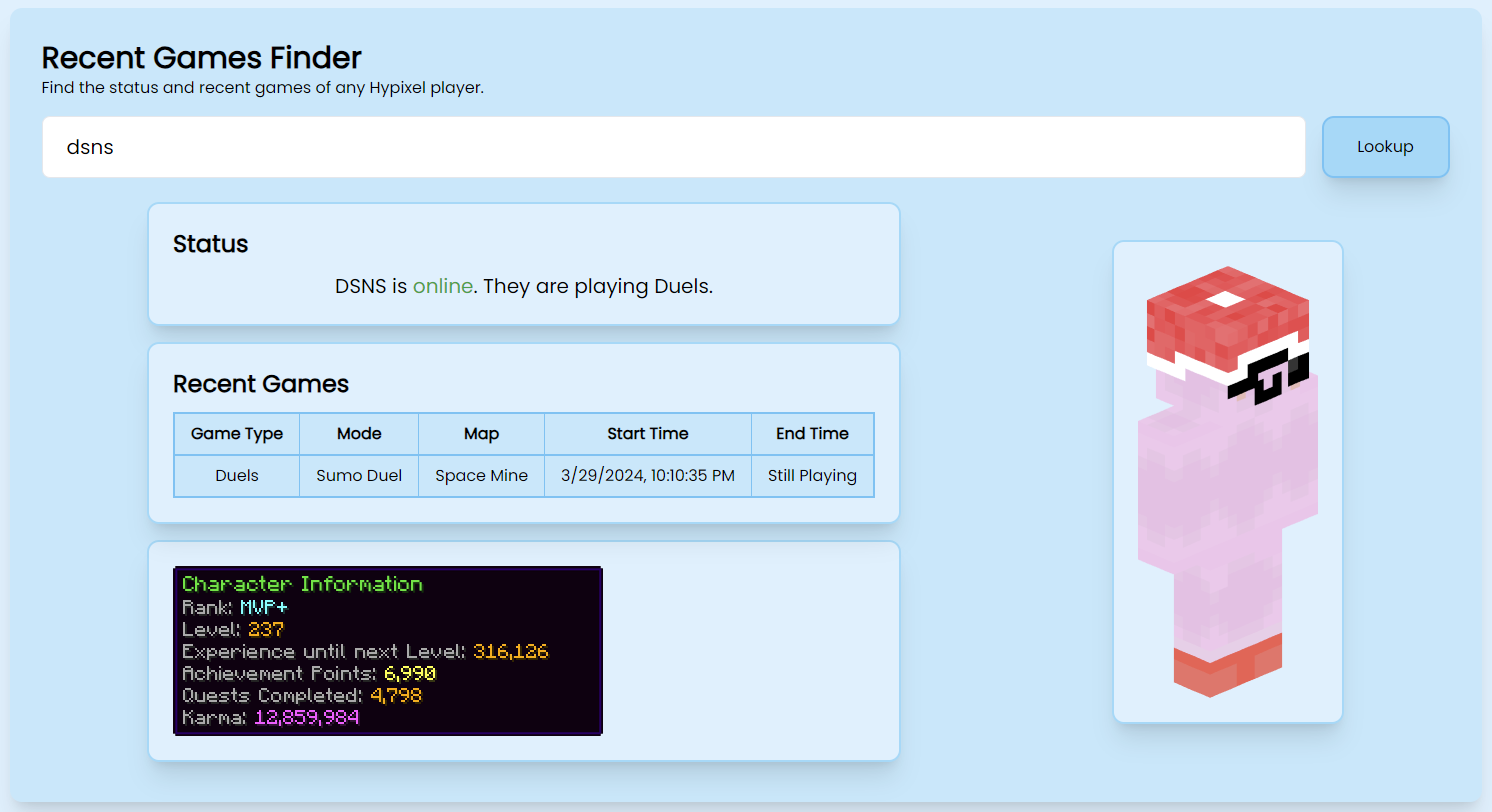 Recent Games Finder
Find the status and recent games of any Hypixel player.
dsns
Lookup
Status
DSNS is online. They are playing Duels.
Recent Games
Game Type Mode Map Start Time End Time
Duels Sumo Duel Space Mine 3/29/2024, 10:10:35 PM Still Playing
Character Information
Rank: MVP+
Level: 237
Experience until next Level: 316,126
Achievement Points: 6,990
Quests Completed: 4,798
Karma: 12,859,984